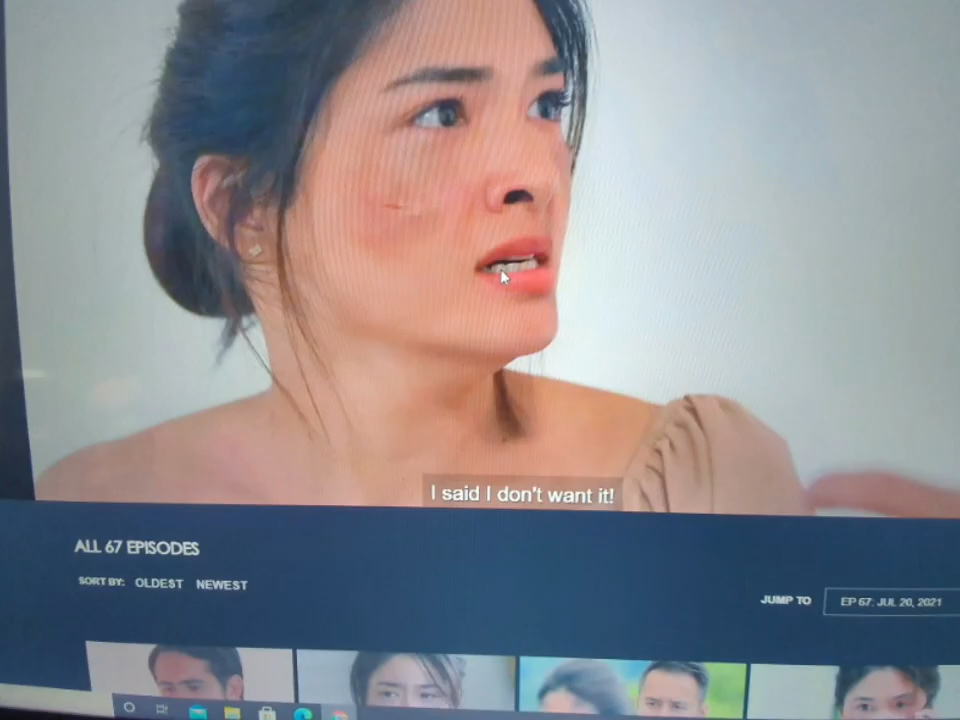 I said I don't want it!
ALL 67 EPISODES
SORT BY: OLDEST NEWEST
JUMP TO EP 67: JUL 20, 2021